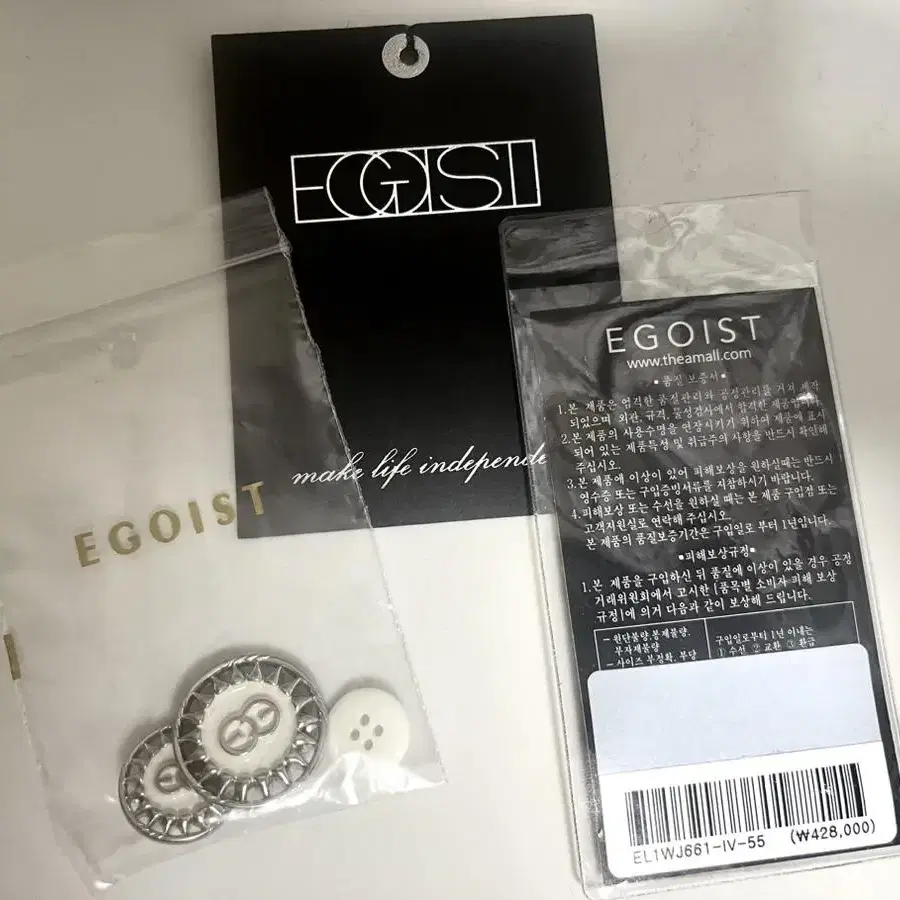 EGOIST
make life independe
EGOIST
EGOIST
www.theamall.com
▪품질 보증서▪
1.본 제품은 엄격한 품질관리와 공정관리를 거쳐 제작
되었으며 외관, 규격, 물성검사에서 합격한 제품입니다.
2.본 제품의 사용수명을 연장시키기 위하여 제품에 표시
되어 있는 제품특성 및 취급주의 사항을 반드시 확인해
주십시오.
3.본 제품에 이상이 있어 피해보상을 원하실때는 반드시
영수증 또는 구입증빙서류를 지참하시기 바랍니다.
4.피해보상 또는 수선을 원하실 때는 본 제품 구입점 또는
고객지원실로 연락해 주십시오.
본 제품의 품질보증기간은 구입일로 부터 1년입니다.
▪피해보상규정▪
1.본 제품을 구입하신 뒤 품질에 이상이 있을 경우 공정
거래위원회에서 고시한 [품목별 소비자 피해 보상
규정]에 의거 다음과 같이 보상해 드립니다.
– 원단불량,봉제불량,
부자재불량
– 사이즈 부정확, 부당
구입일로부터 1년 이내는
① 수선 ② 교환 ③ 환급
EL1WJ661-IV-55 (₩428,000)